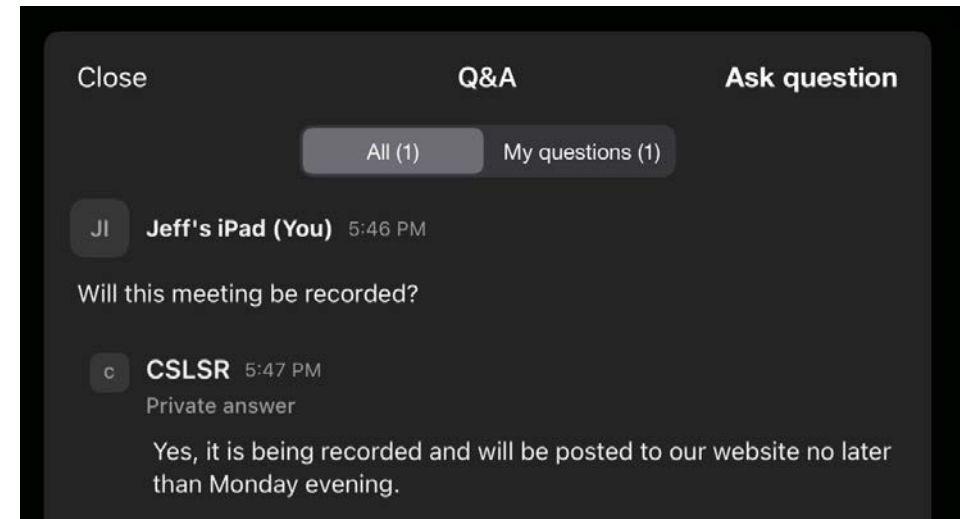 Close Q&A Ask question
All (1) My questions (1)
JI Jeff's iPad (You) 5:46 PM
Will this meeting be recorded?
c CSLSR 5:47 PM
Private answer
Yes, it is being recorded and will be posted to our website no later
than Monday evening.